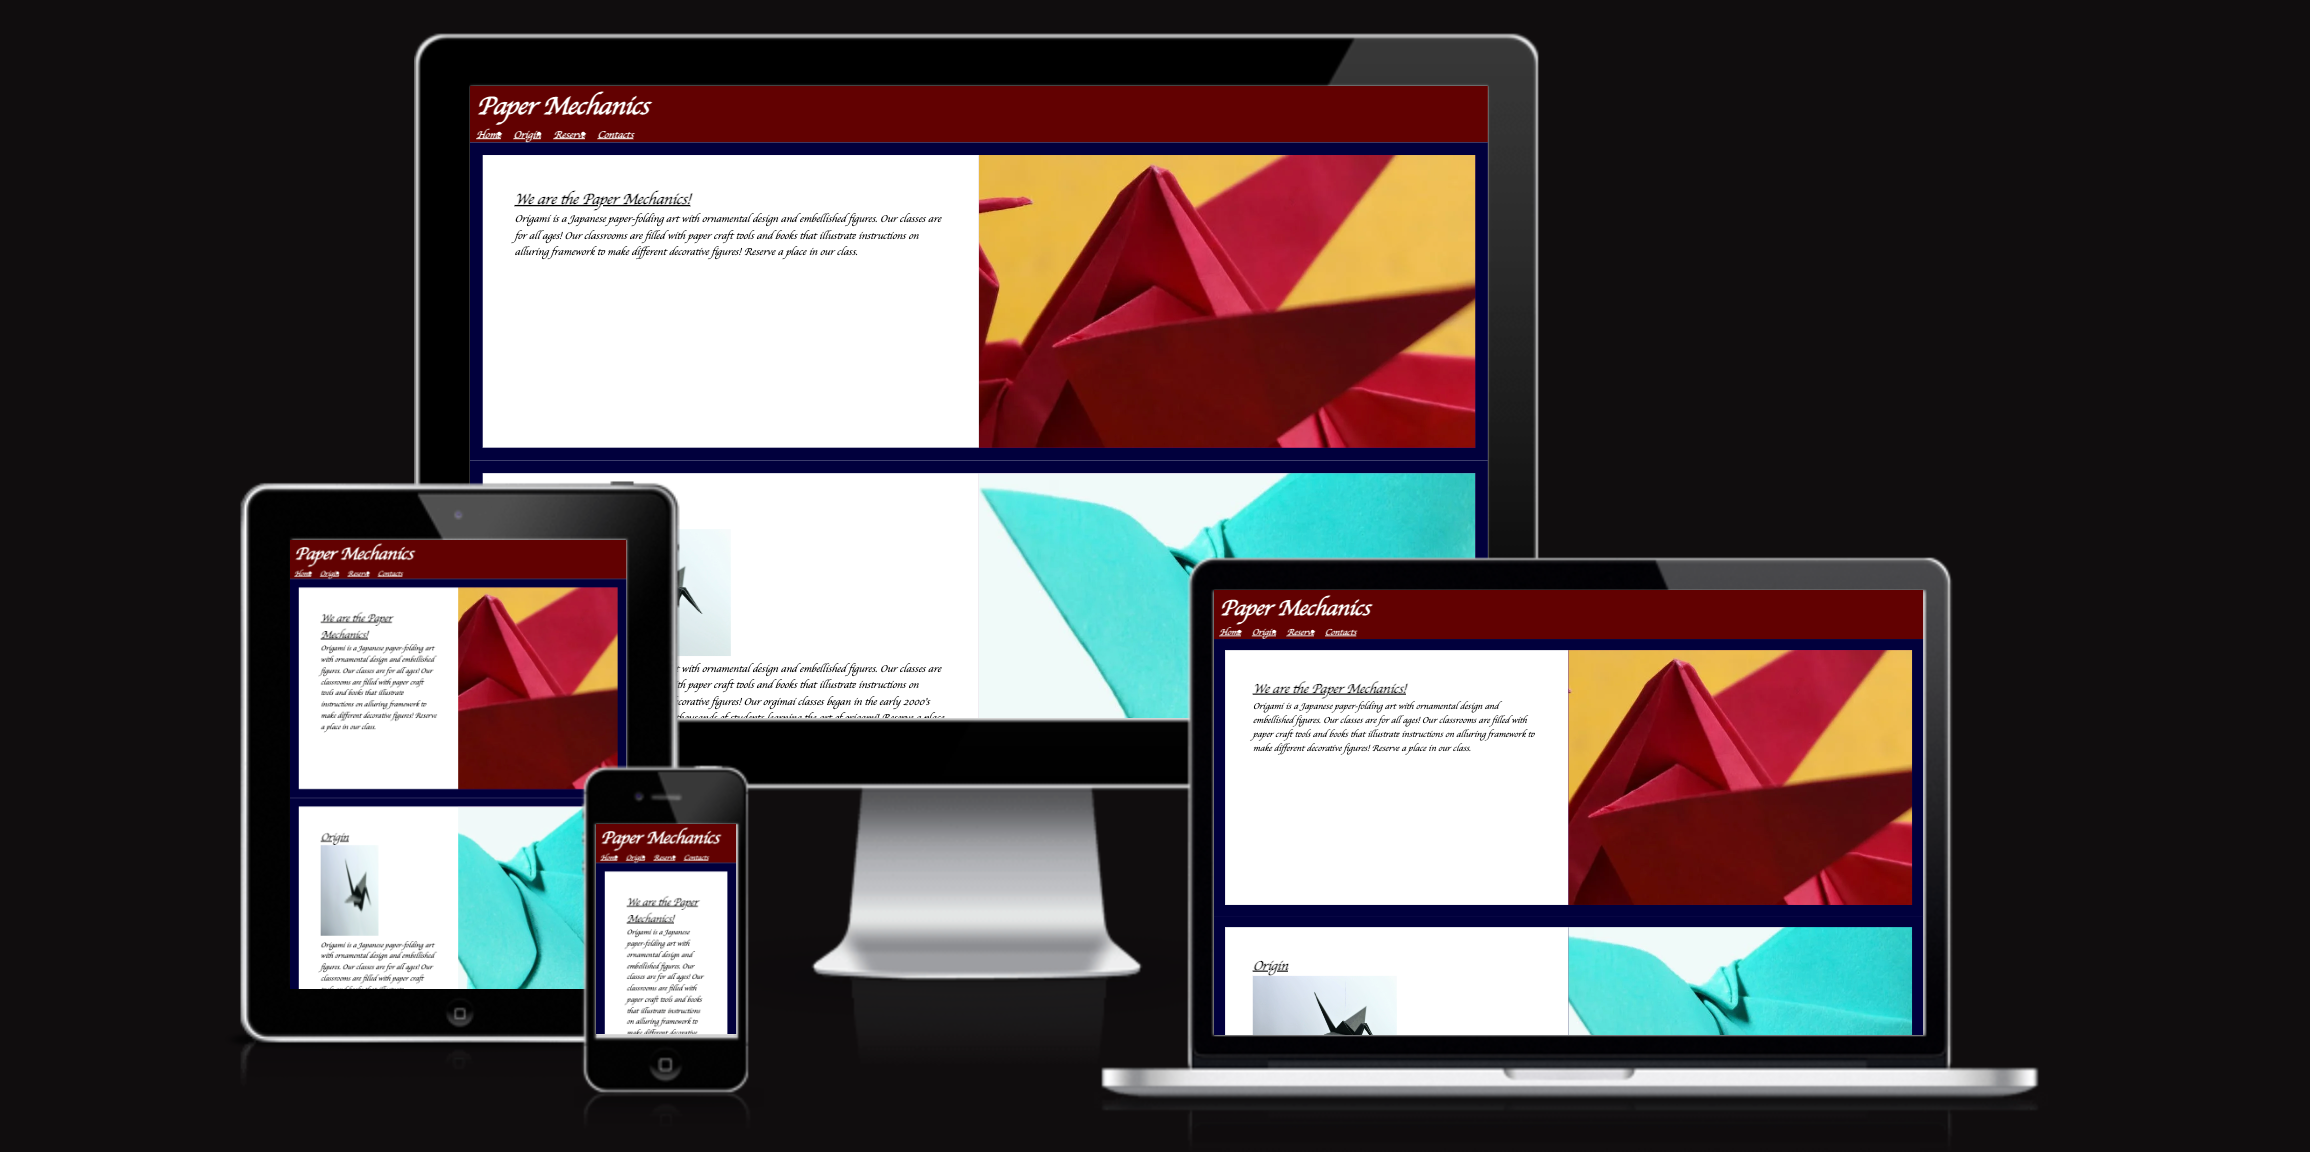 Paper Mechanics
Home Origin Reserve Contacts
We are the Paper Mechanics!
Origami is a Japanese paper-folding art with ornamental design and embellished figures. Our classes are
for all ages! Our classrooms are filled with paper craft tools and books that illustrate instructions on
alluring framework to make different decorative figures! Reserve a place in our class.
with ornamental design and embellished figures. Our classes are
paper craft tools and books that illustrate instructions on
figures! Our orgimai classes began in the early 2000's
thousands of students learning the art of origami! Reserve a place
Paper Mechanics
Home Origin Reserve Contacts
We are the Paper
Mechanics!
Origami is a Japanese paper-folding art
with ornamental design and embellished
figures. Our classes are for all ages! Our
classrooms are filled with paper craft
tools and books that illustrate
instructions on alluring framework to
make different decorative figures! Reserve
a place in our class.
Origin
Origami is a Japanese paper-folding art
with ornamental design and embellished
figures. Our classes are for all ages! Our
classrooms are filled with paper craft
Paper Mechanics
Home Origin Reserve Contacts
We are the Paper
Mechanics!
Origami is a Japanese
paper-folding art with
ornamental design and
embellished figures. Our
classes are for all ages! Our
classrooms are filled with
paper craft tools and books
that illustrate instructions
on alluring framework to
make different decorative
Paper Mechanics
Home Origin Reserve Contacts
We are the Paper Mechanics!
Origami is a Japanese paper-folding art with ornamental design and
embellished figures. Our classes are for all ages! Our classrooms are filled with
paper craft tools and books that illustrate instructions on alluring framework to
make different decorative figures! Reserve a place in our class.
Origin